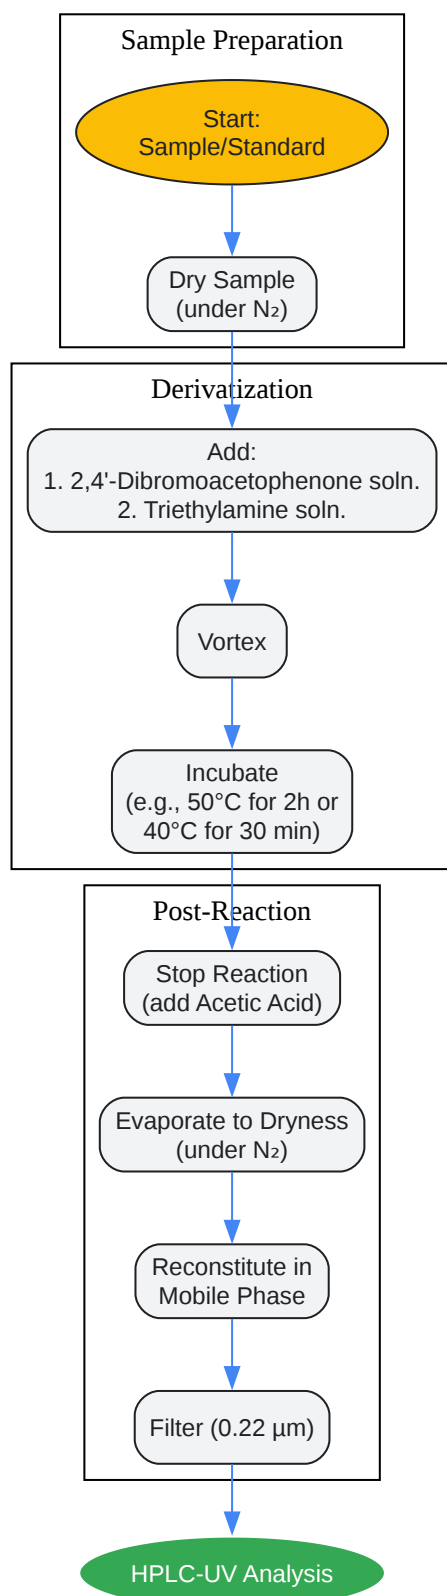 Sample Preparation
Start:
Sample/Standard
Dry Sample
(under N₂)
Derivatization
Add:
1. 2,4'-Dibromoacetophenone soln.
2. Triethylamine soln.
Vortex
Incubate
(e.g., 50°C for 2h or
40°C for 30 min)
Post-Reaction
Stop Reaction
(add Acetic Acid)
Evaporate to Dryness
(under N₂)
Reconstitute in
Mobile Phase
Filter (0.22 µm)
HPLC-UV Analysis